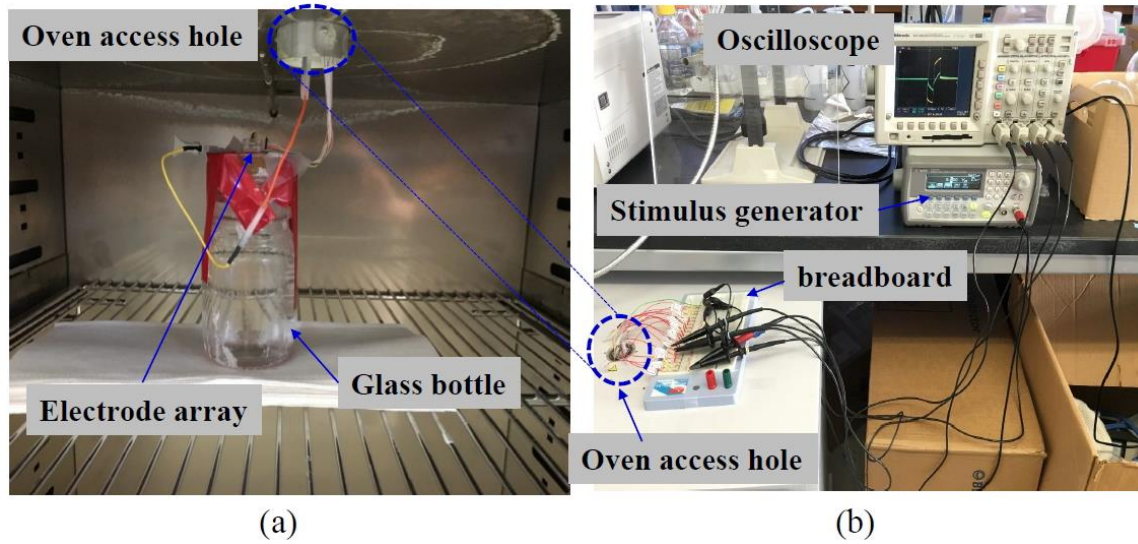 Oven access hole
Electrode array
Glass bottle
(a)
Oscilloscope
Stimulus generator
breadboard
Oven access hole
(b)